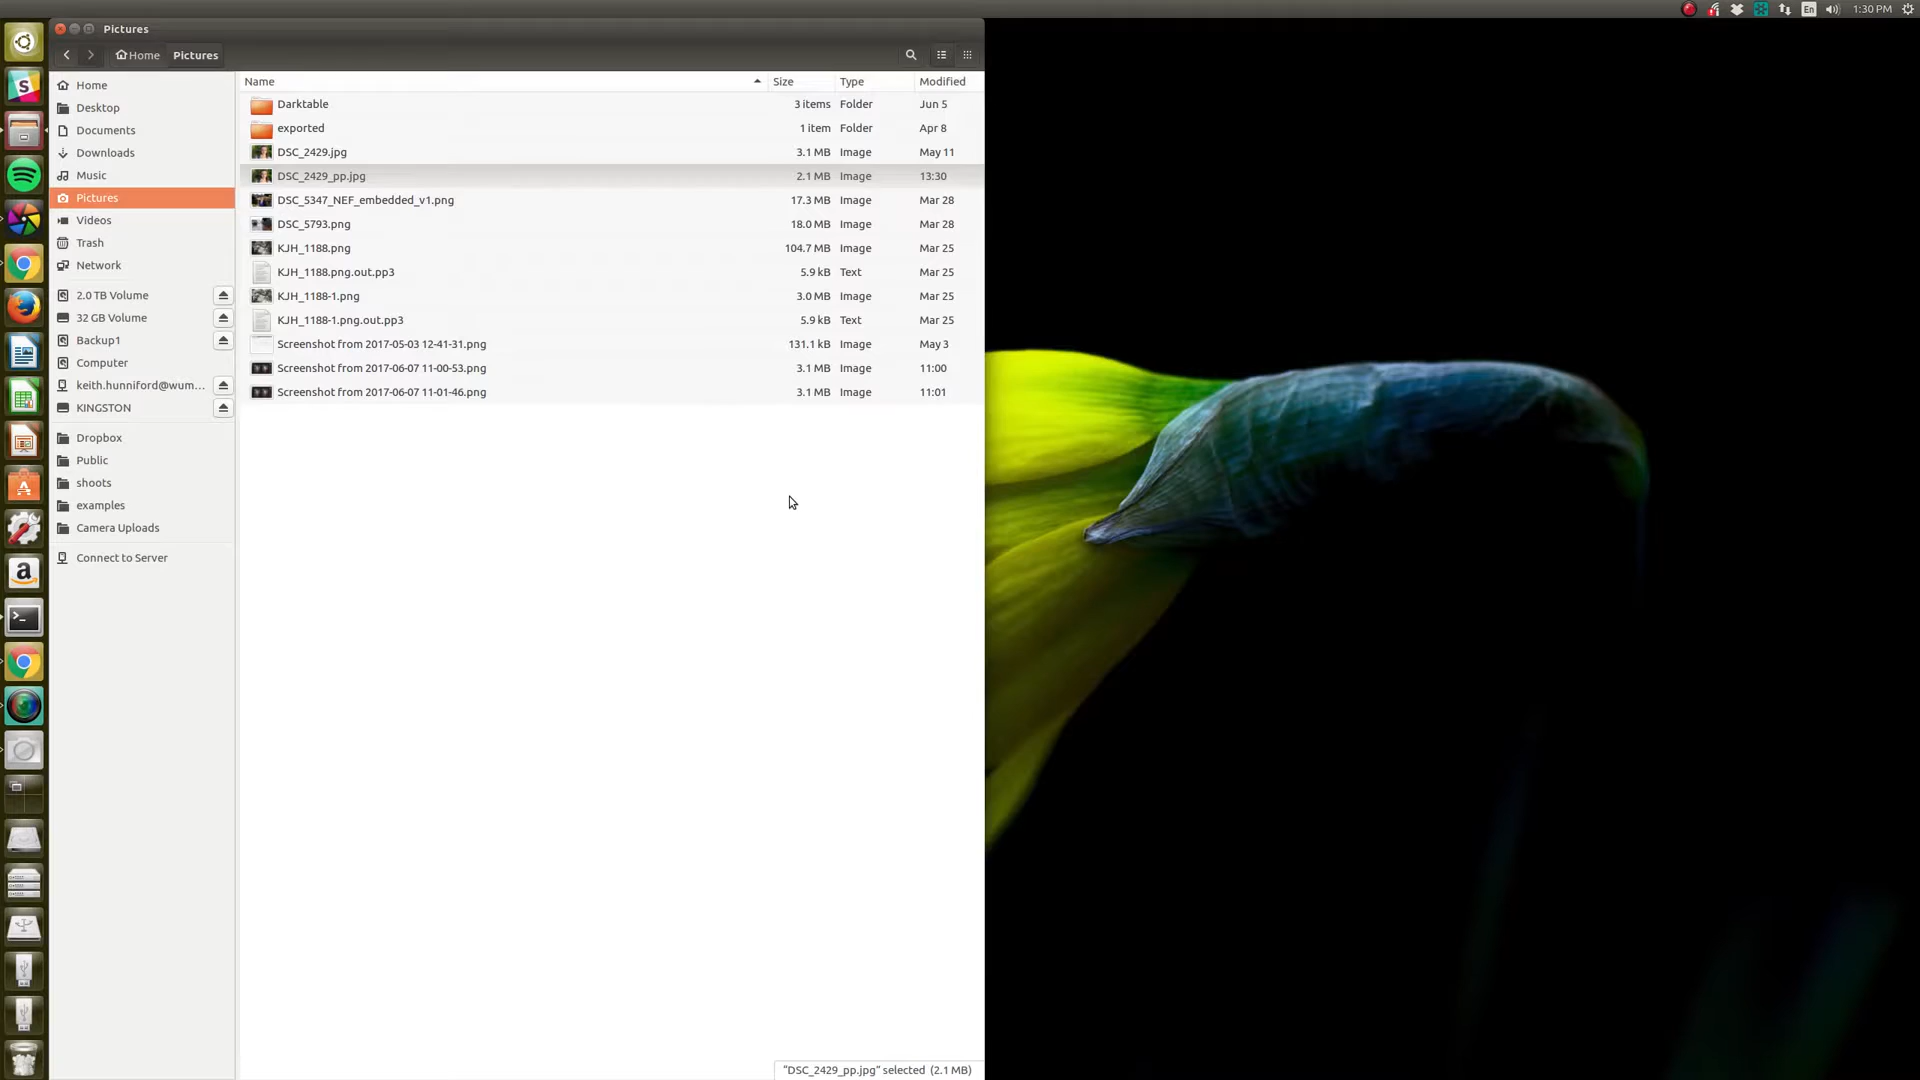 1:30 PM
En
Pictures
Home Pictures
Name Size Type Modified
Darktable 3 items Folder Jun 5
exported 1 item Folder Apr 8
DSC_2429.jpg 3.1 MB Image May 11
DSC_2429_pp.jpg 2.1 MB Image 13:30
DSC_5347_NEF_embedded_v1.png 17.3 MB Image Mar 28
DSC_5793.png 18.0 MB Image Mar 28
KJH_1188.png 104.7 MB Image Mar 25
KJH_1188.png.out.pp3 5.9 kB Text Mar 25
KJH_1188-1.png 3.0 MB Image Mar 25
KJH_1188-1.png.out.pp3 5.9 kB Text Mar 25
Screenshot from 2017-05-03 12-41-31.png 131.1 kB Image May 3
Screenshot from 2017-06-07 11-00-53.png 3.1 MB Image 11:00
Screenshot from 2017-06-07 11-01-46.png 3.1 MB Image 11:01
Home
Desktop
Documents
Downloads
Music
Pictures
Videos
Trash
Network
2.0 TB Volume
32 GB Volume
Backup1
Computer
keith.hunniford@wum...
KINGSTON
Dropbox
Public
shoots
examples
Camera Uploads
Connect to Server
"DSC_2429_pp.jpg" selected (2.1 MB)